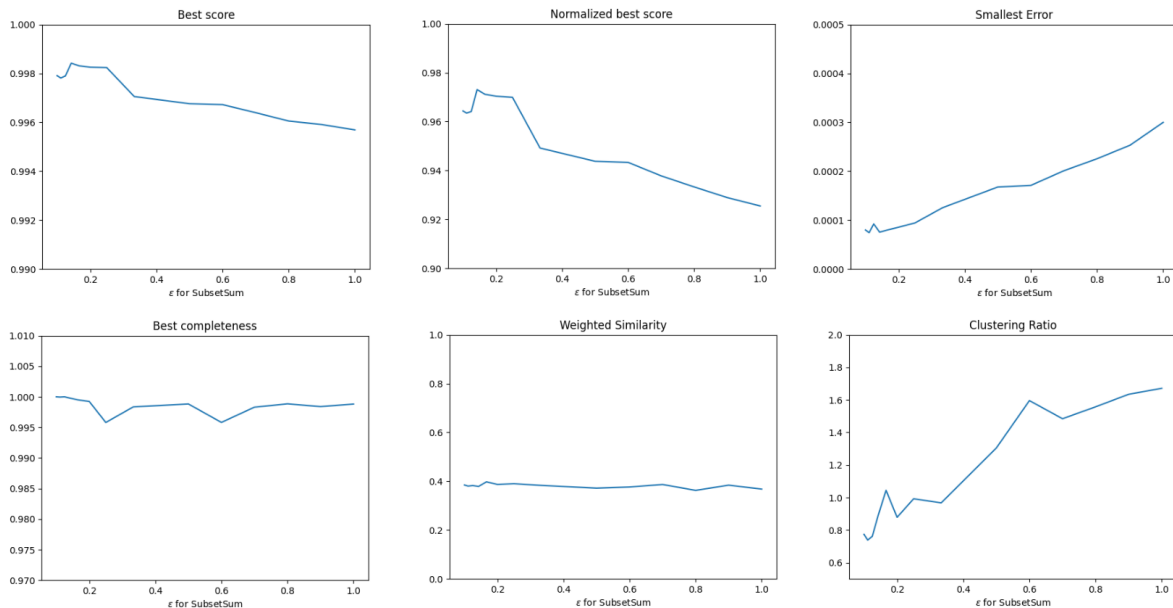 Best score
1.000
0.998
0.996
0.994
0.992
0.990
0.2 0.4 0.6 0.8 1.0
ε for SubsetSum
Normalized best score
1.00
0.98
0.96
0.94
0.92
0.90
0.2 0.4 0.6 0.8 1.0
ε for SubsetSum
Smallest Error
0.0005
0.0004
0.0003
0.0002
0.0001
0.0000
0.2 0.4 0.6 0.8 1.0
ε for SubsetSum
Best completeness
1.010
1.005
1.000
0.995
0.990
0.985
0.980
0.975
0.970
0.2 0.4 0.6 0.8 1.0
ε for SubsetSum
Weighted Similarity
1.0
0.8
0.6
0.4
0.2
0.0
0.2 0.4 0.6 0.8 1.0
ε for SubsetSum
Clustering Ratio
2.0
1.8
1.6
1.4
1.2
1.0
0.8
0.6
0.2 0.4 0.6 0.8 1.0
ε for SubsetSum